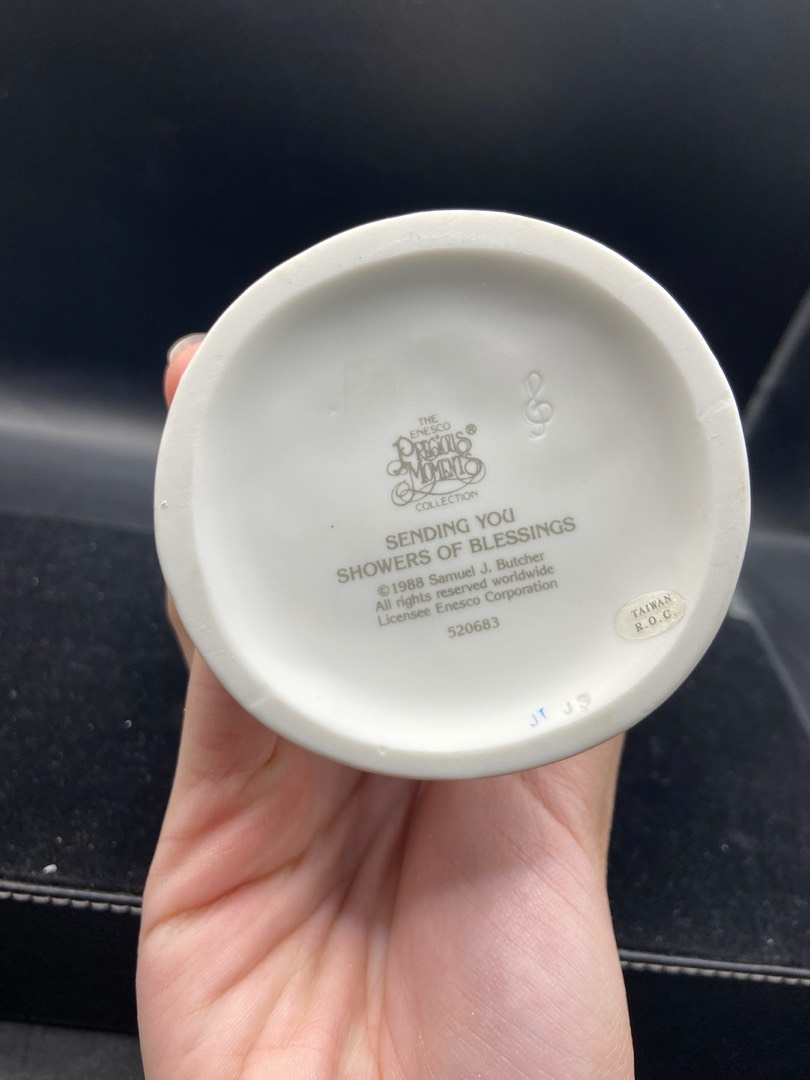 THE
ENESCO
PRECIOUS®
MOMENTS
COLLECTION
SENDING YOU
SHOWERS OF BLESSINGS
©1988 Samuel J. Butcher
All rights reserved worldwide
Licensee Enesco Corporation
520683
TAIWAN
R.O.C.
JT